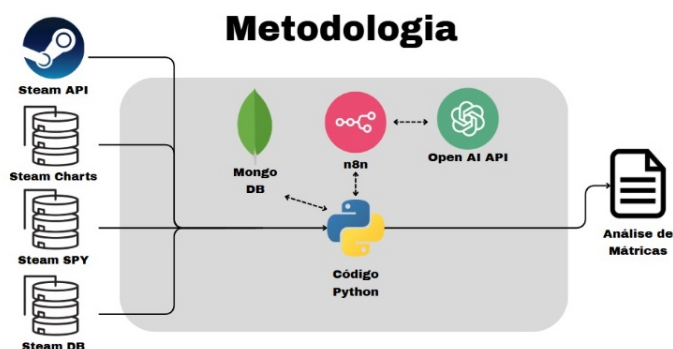 Metodologia
Steam API
Steam Charts
Steam SPY
Steam DB
Mongo
DB
n8n
Open AI API
Código
Python
Análise de
Mátricas